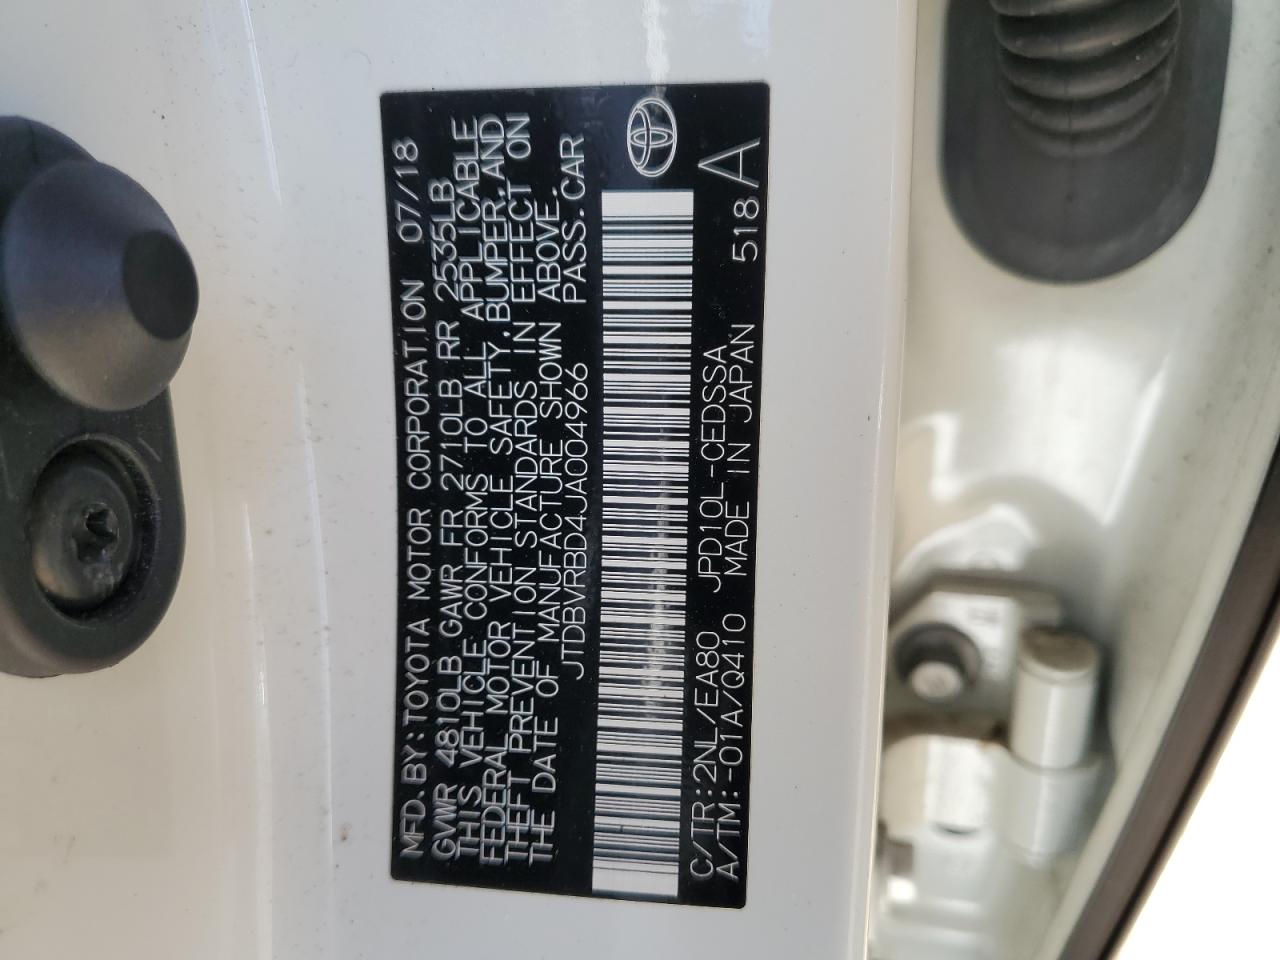 MFD.BY:TOYOTA MOTOR CORPORATION 07/18
GVWR 4810LB GAWR FR 2710LB RR 2535LB
THIS VEHICLE CONFORMS TO ALL APPLICABLE
FEDERAL MOTOR VEHICLE SAFETY,BUMPER,AND
THEFT PREVENTION STANDARDS IN EFFECT ON
THE DATE OF MANUFACTURE SHOWN ABOVE.
JTDBVRBD4JA004966 PASS.CAR
C/TR:2NL/EA80 JPD10L-CEDSSA 518
A/TM:-01A/Q410 MADE IN JAPAN A